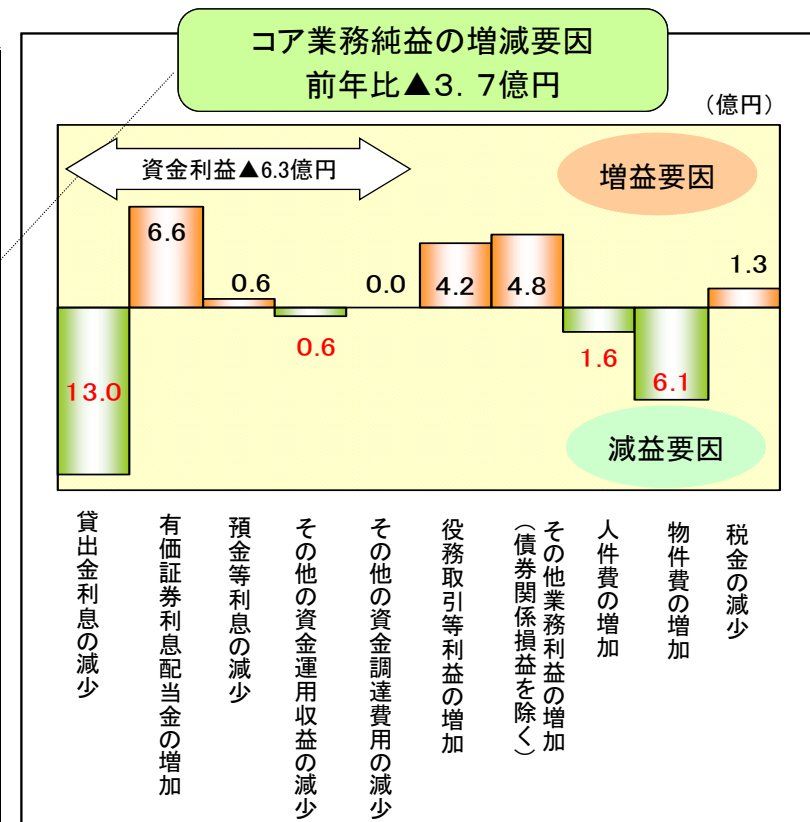 コア業務純益の増減要因
前年比▲3．7億円
（億円）
資金利益▲6.3億円
増益要因
13.0
6.6
0.6
0.6
0.0
4.2
4.8
1.6
6.1
1.3
減益要因
貸出金利息の減少
有価証券利息配当金の増加
預金等利息の減少
その他の資金運用収益の減少
その他の資金調達費用の減少
役務取引等利益の増加
その他業務利益の増加
（債券関係損益を除く）
人件費の増加
物件費の増加
税金の減少